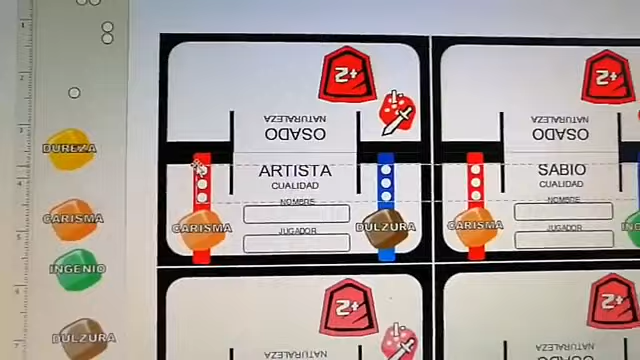 2+
2+
NATURALEZA
NATURALEZA
OSADO
OSADO
DUREZA
ARTISTA
SABIO
CUALIDAD
CUALIDAD
NOMBRE
NOMBRE
CARISMA
CARISMA
DULZURA
CARISMA
JUGADOR
JUGADOR
INGENIO
2+
2+
DULZURA
NATURALEZA
NATURALEZA